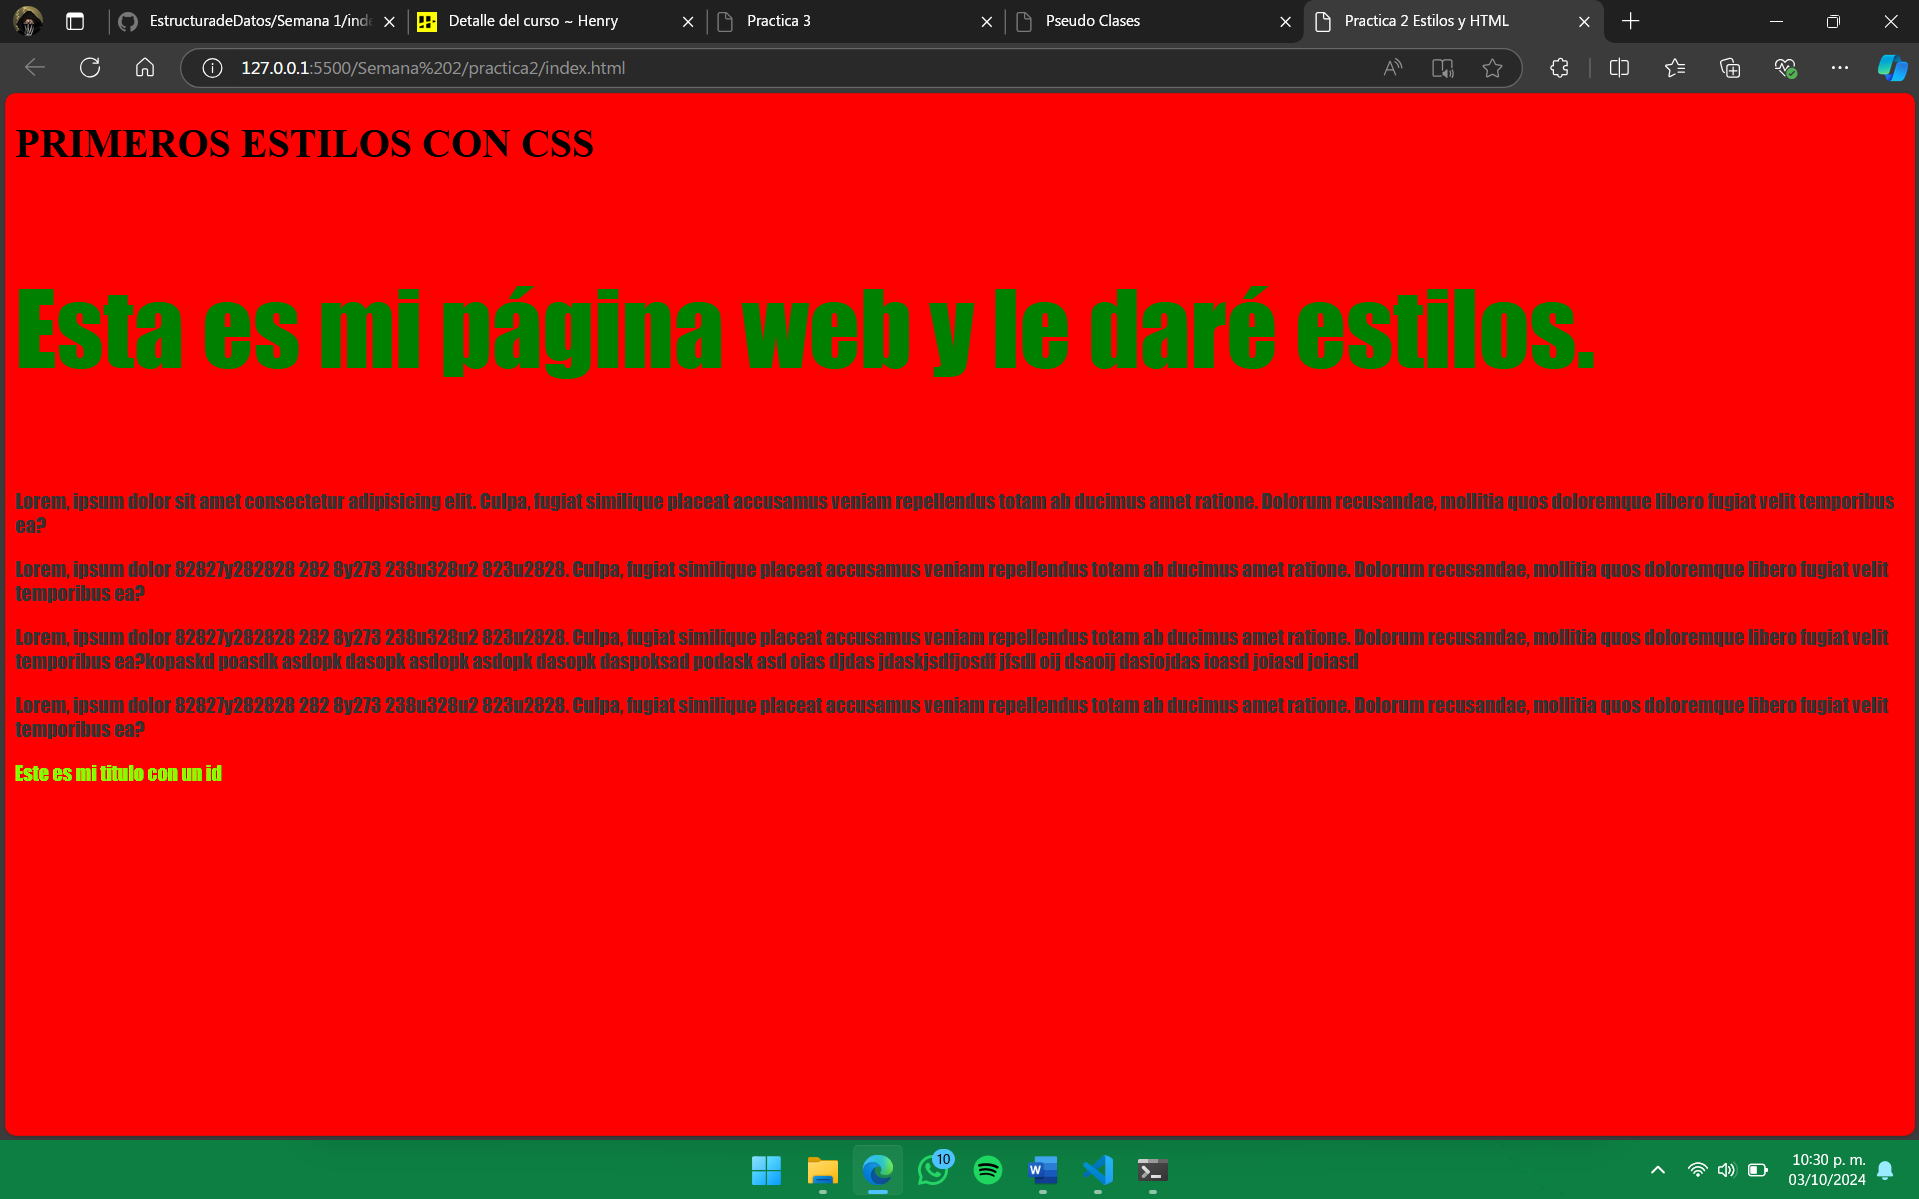 EstructuradeDatos/Semana 1/inde
Detalle del curso ~ Henry
Practica 3
Pseudo Clases
Practica 2 Estilos y HTML
127.0.0.1:5500/Semana%202/practica2/index.html
PRIMEROS ESTILOS CON CSS
Esta es mi página web y le daré estilos.
Lorem, ipsum dolor sit amet consectetur adipisicing elit. Culpa, fugiat similique placeat accusamus veniam repellendus totam ab ducimus amet ratione. Dolorum recusandae, mollitia quos doloremque libero fugiat velit temporibus
ea?
Lorem, ipsum dolor 82827y282828 282 8y273 238u328u2 823u2828. Culpa, fugiat similique placeat accusamus veniam repellendus totam ab ducimus amet ratione. Dolorum recusandae, mollitia quos doloremque libero fugiat velit
temporibus ea?
Lorem, ipsum dolor 82827y282828 282 8y273 238u328u2 823u2828. Culpa, fugiat similique placeat accusamus veniam repellendus totam ab ducimus amet ratione. Dolorum recusandae, mollitia quos doloremque libero fugiat velit
temporibus ea?kopaskd poasdk asdopk dasopk asdopk asdopk dasopk daspoksad podask asd oias djdas jdaskjsdfjosdf jfsdl oij dsaoij dasiojdas ioasd joiasd joiasd
Lorem, ipsum dolor 82827y282828 282 8y273 238u328u2 823u2828. Culpa, fugiat similique placeat accusamus veniam repellendus totam ab ducimus amet ratione. Dolorum recusandae, mollitia quos doloremque libero fugiat velit
temporibus ea?
Este es mi titulo con un id
10
10:30 p. m.
03/10/2024